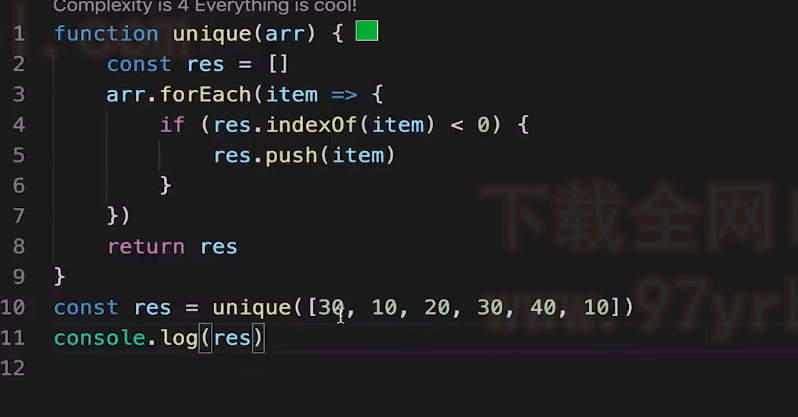 Complexity is 4 Everything is cool!
1 function unique(arr) {
2 const res = []
3 arr.forEach(item => {
4 if (res.indexOf(item) < 0) {
5 res.push(item)
6 }
7 })
8 return res
9 }
10 const res = unique([30, 10, 20, 30, 40, 10])
11 console.log(res)
12
下载全网
www.97yrb